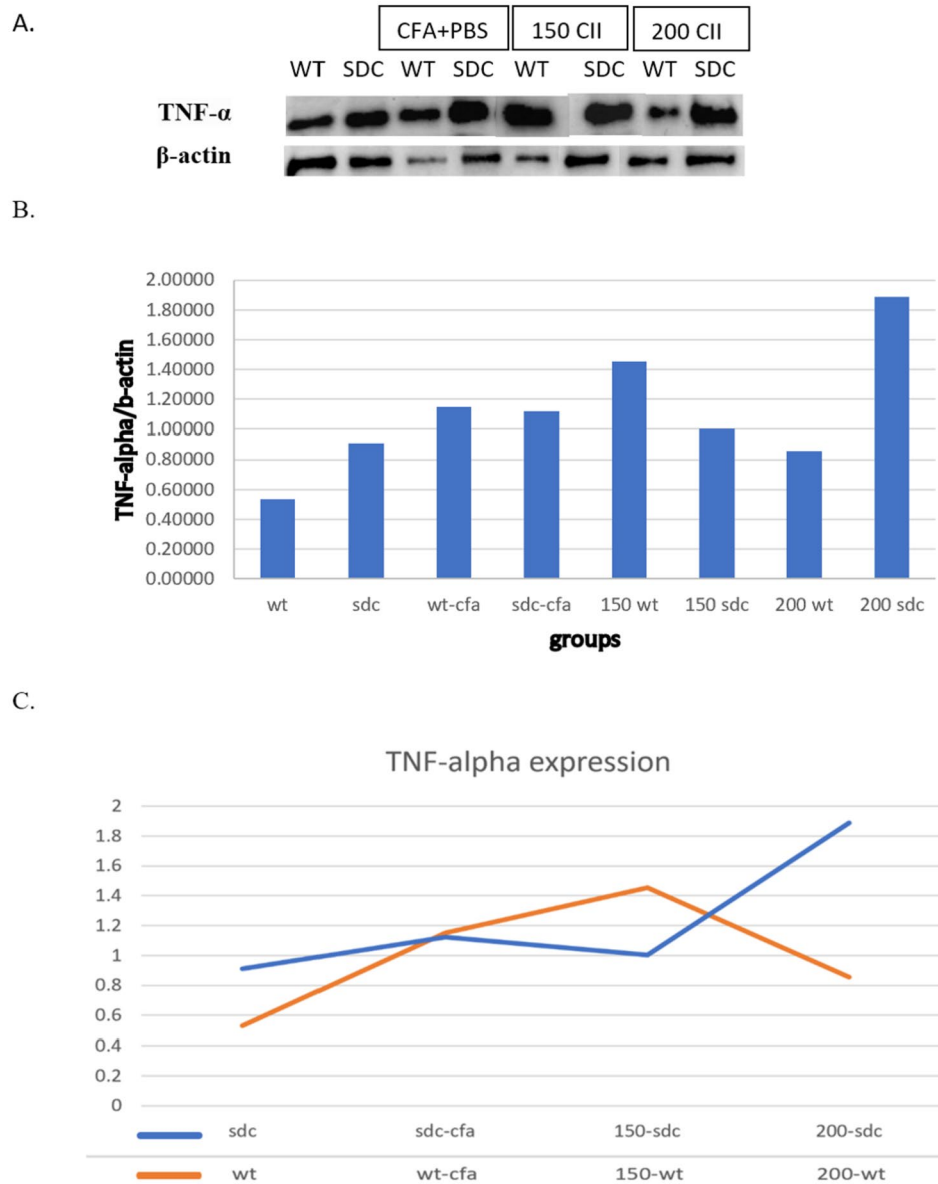 A.
CFA+PBS 150 CII 200 CII
WT SDC WT SDC WT SDC WT SDC
TNF-α
β-actin
B.
2.00000
1.80000
1.60000
1.40000
1.20000
1.00000
0.80000
0.60000
0.40000
0.20000
0.00000
TNF-alpha/b-actin
wt sdc wt-cfa sdc-cfa 150 wt 150 sdc 200 wt 200 sdc
groups
C.
TNF-alpha expression
2
1.8
1.6
1.4
1.2
1
0.8
0.6
0.4
0.2
0
sdc sdc-cfa 150-sdc 200-sdc
wt wt-cfa 150-wt 200-wt